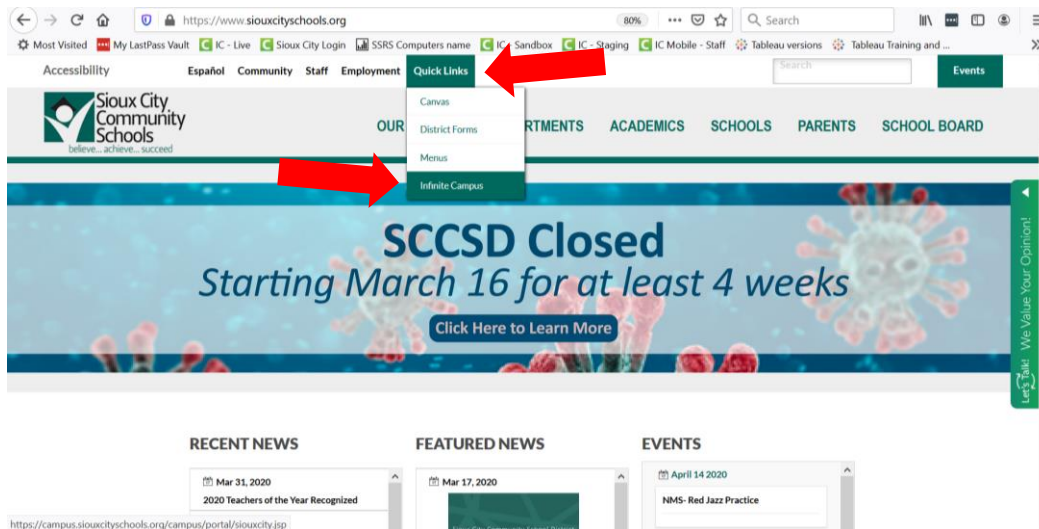 https://www.siouxcityschools.org
80%
Search
Most Visited My LastPass Vault IC - Live Sioux City Login SSRS Computers name IC - Sandbox IC - Staging IC Mobile - Staff Tableau versions Tableau Training and ...
Accessibility Español Community Staff Employment Quick Links Search Events
Sioux City
Community
Schools
believe... achieve... succeed
OUR RTMENTS ACADEMICS SCHOOLS PARENTS SCHOOL BOARD
Canvas
District Forms
Menus
Infinite Campus
SCCSD Closed
Starting March 16 for at least 4 weeks
Click Here to Learn More
Let's Talk! We Value Your Opinion!
RECENT NEWS
Mar 31, 2020
2020 Teachers of the Year Recognized
FEATURED NEWS
Mar 17, 2020
EVENTS
April 14 2020
NMS- Red Jazz Practice
https://campus.siouxcityschools.org/campus/portal/siouxcity.jsp